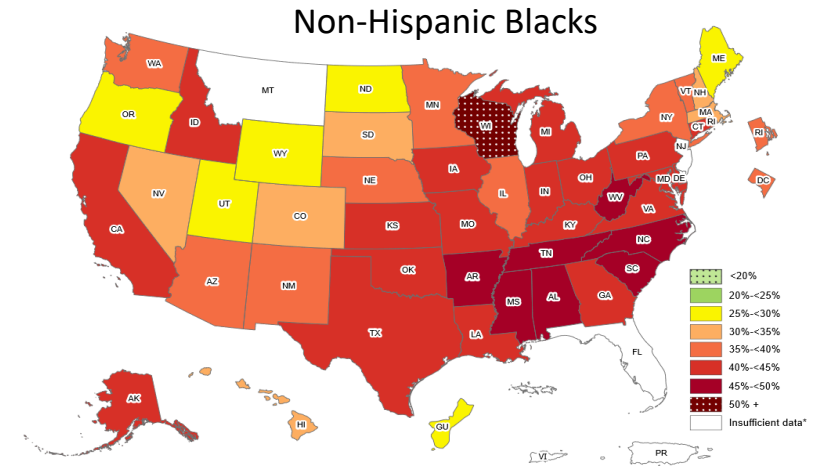 Non-Hispanic Blacks
WA
MT
ND
MN
ME
VT
NH
OR
ID
WY
SD
WI
MI
NY
MA
RI
CT
RI
NV
UT
CO
NE
IA
IL
IN
OH
PA
NJ
MD
DE
DC
CA
AZ
NM
KS
MO
KY
WV
VA
OK
AR
TN
NC
SC
TX
LA
MS
AL
GA
FL
AK
HI
GU
VI
PR
<20%
20%-<25%
25%-<30%
30%-<35%
35%-<40%
40%-<45%
45%-<50%
50% +
Insufficient data*